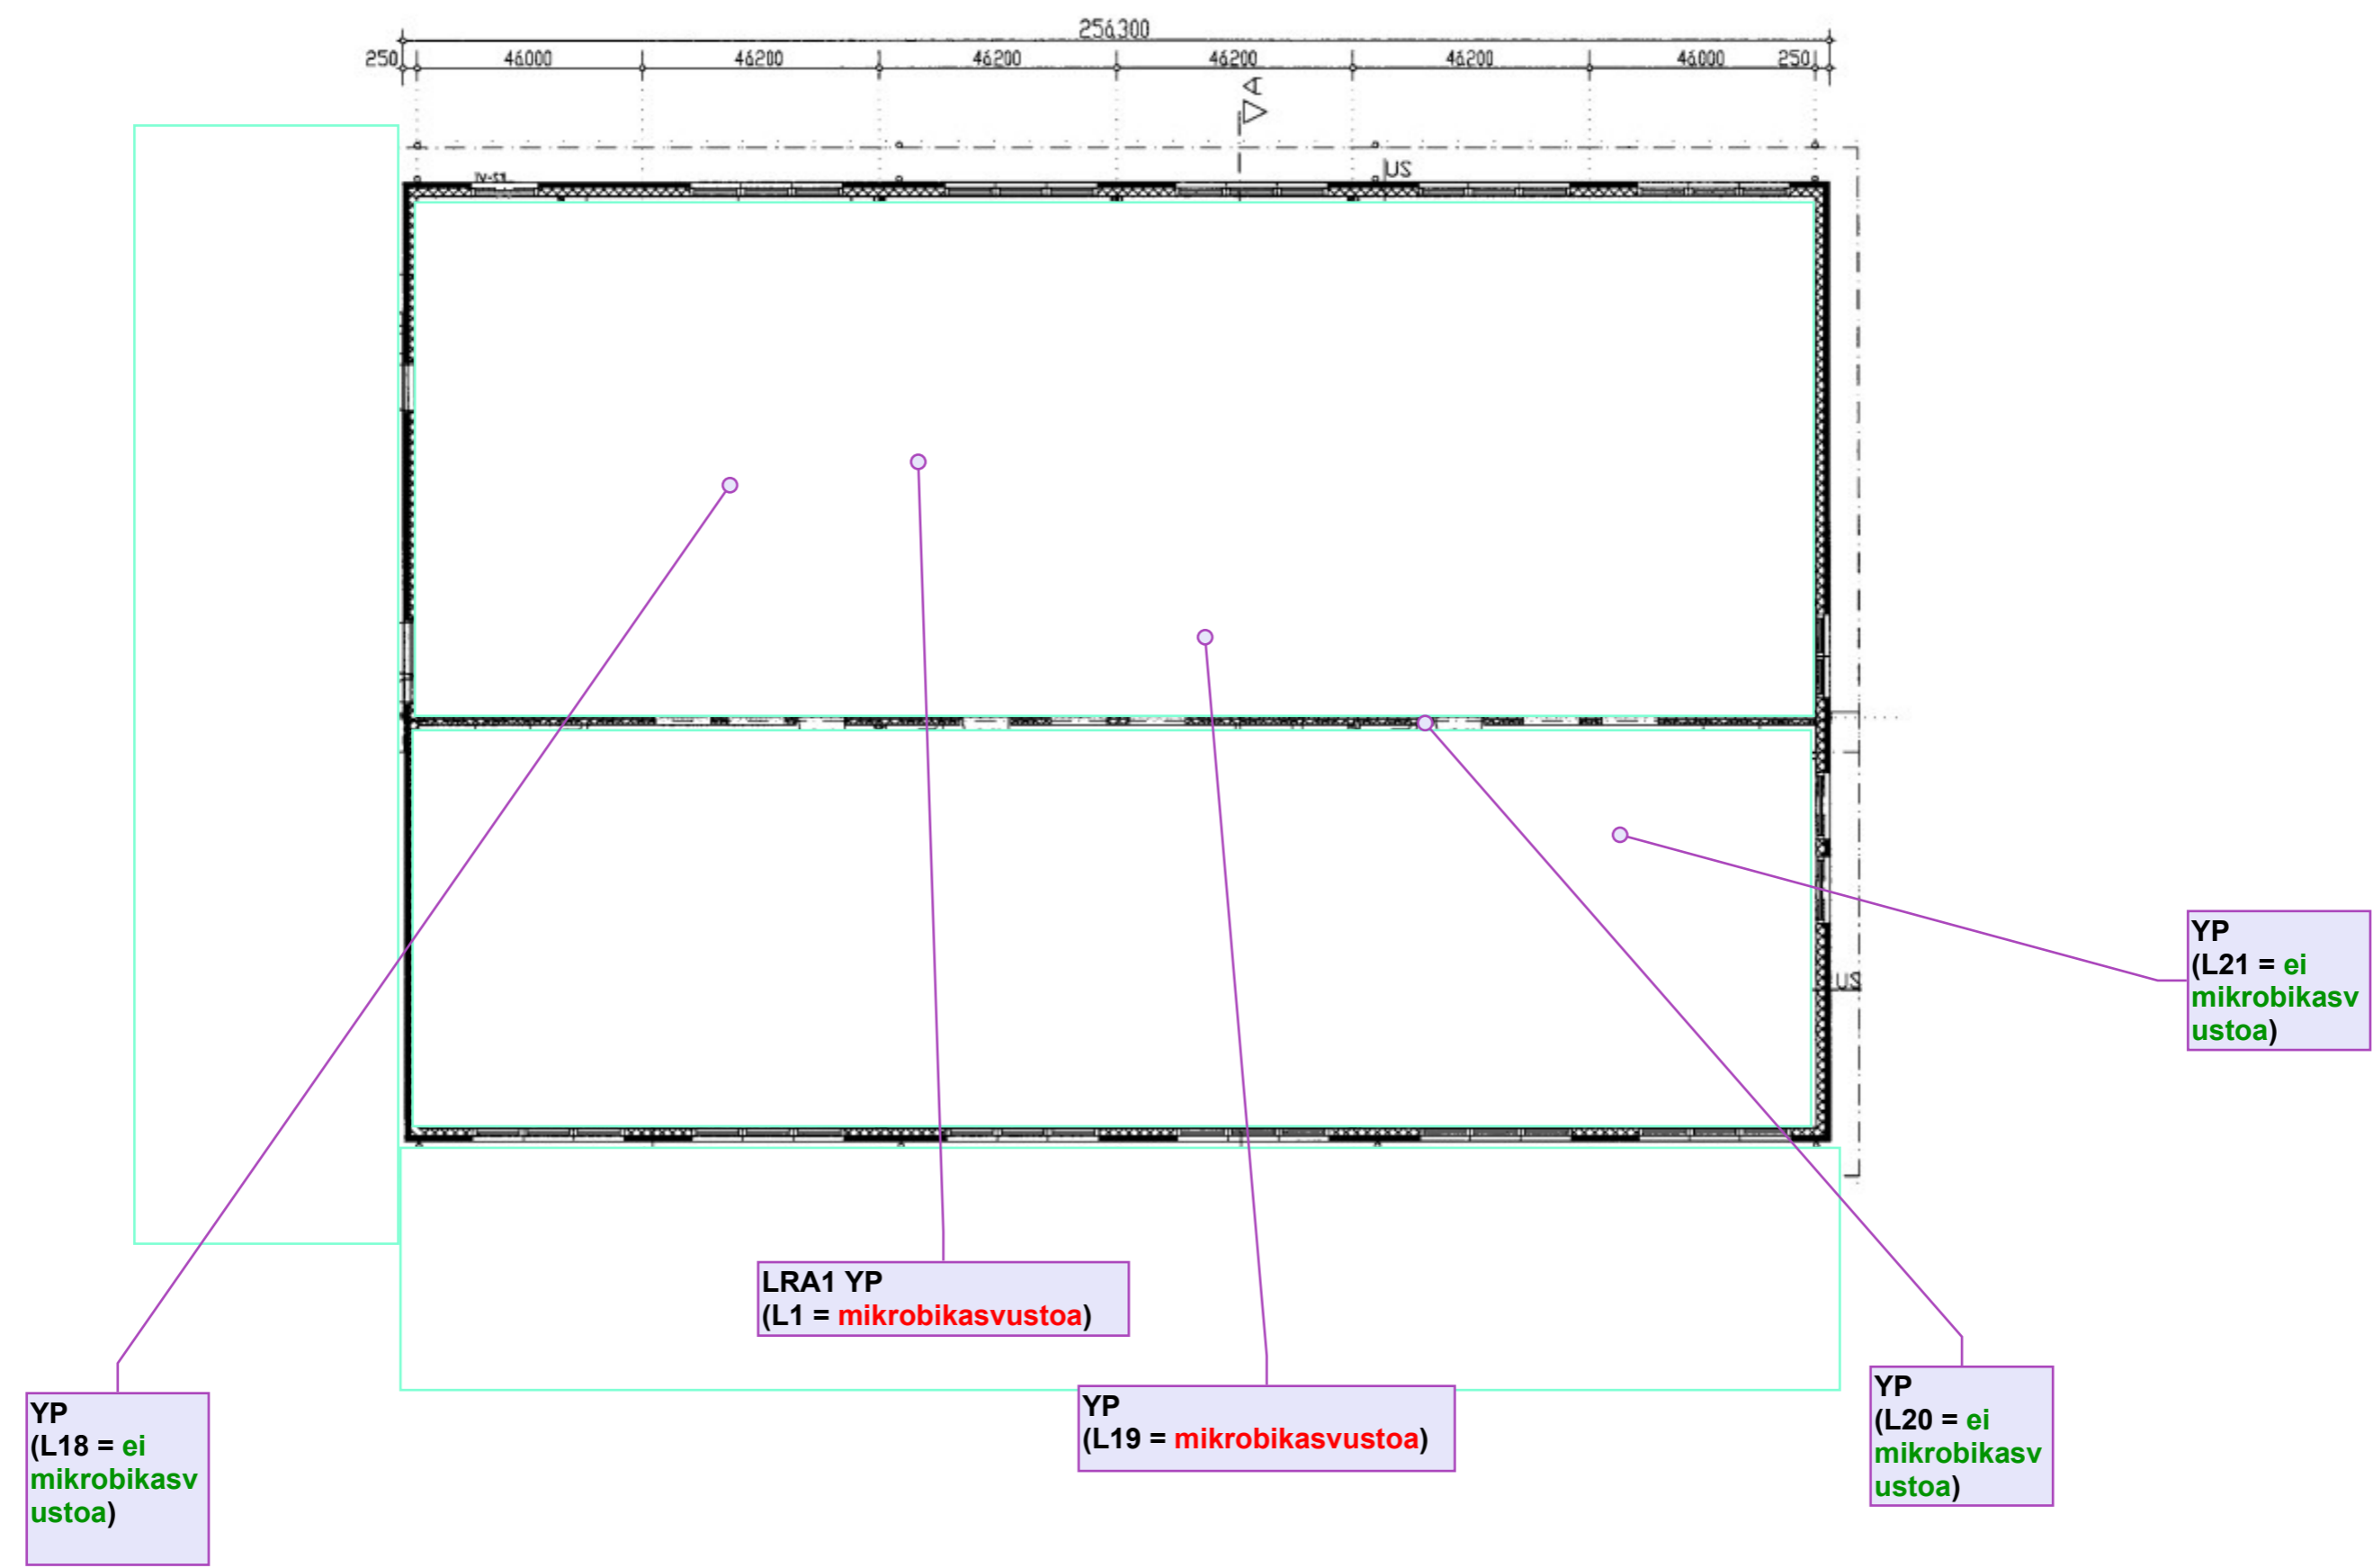 256300
250 46000 46200 46200 46200 46200 46000 250
A
US
US
YP
(L21 = ei
mikrobikasv
ustoa)
LRA1 YP
(L1 = mikrobikasvustoa)
YP
(L19 = mikrobikasvustoa)
YP
(L20 = ei
mikrobikasv
ustoa)
YP
(L18 = ei
mikrobikasv
ustoa)